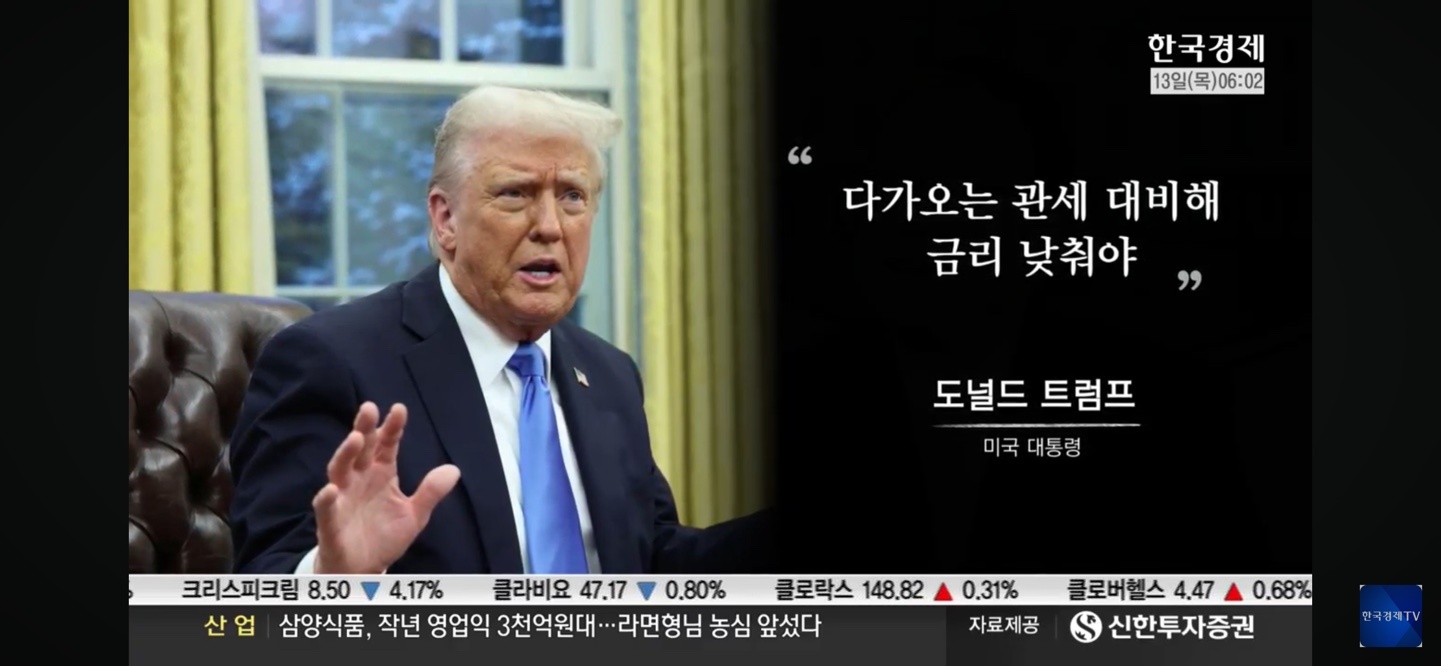 한국경제
13일(목)06:02
“
다가오는 관세 대비해
금리 낮춰야
”
도널드 트럼프
미국 대통령
크리스피크림 8.50 ▼ 4.17% 클라비요 47.17 ▼ 0.80% 클로락스 148.82 ▲ 0.31% 클로버헬스 4.47 ▲ 0.68%
산업 삼양식품, 작년 영업익 3천억원대…라면형님 농심 앞섰다 자료제공 신한투자증권
한국경제TV